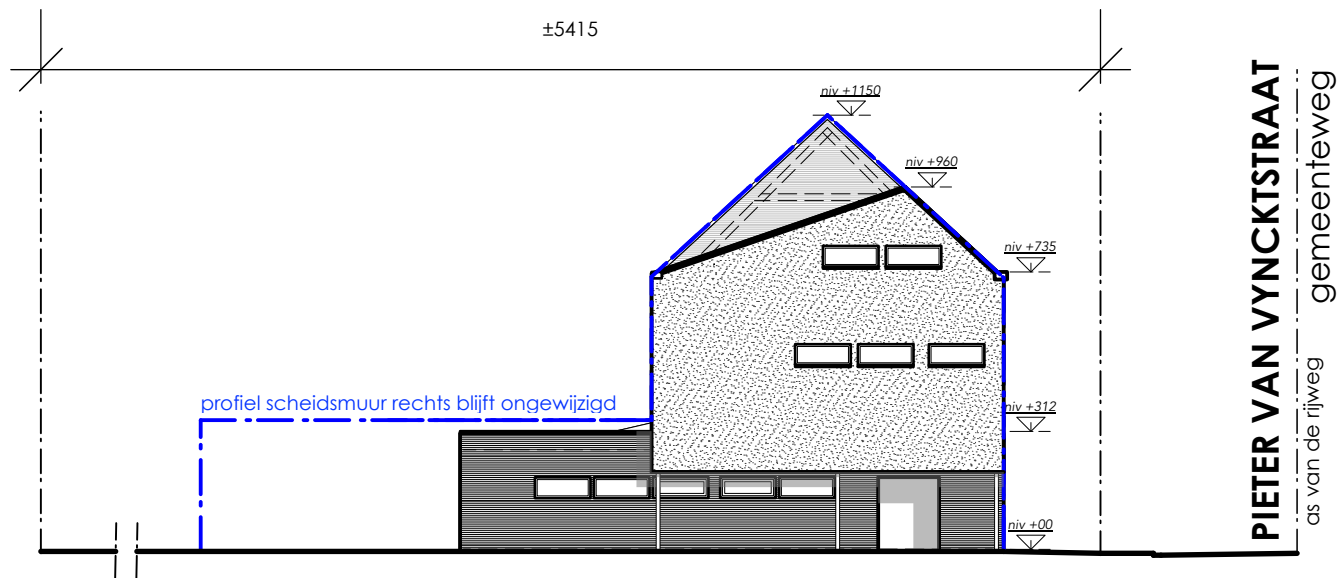 ±5415
niv +1150
niv +960
niv +735
profiel scheidsmuur rechts blijft ongewijzigd
niv +312
niv +00
PIETER VAN VYNCKTSTRAAT
as van de rijweg
gemeenteweg